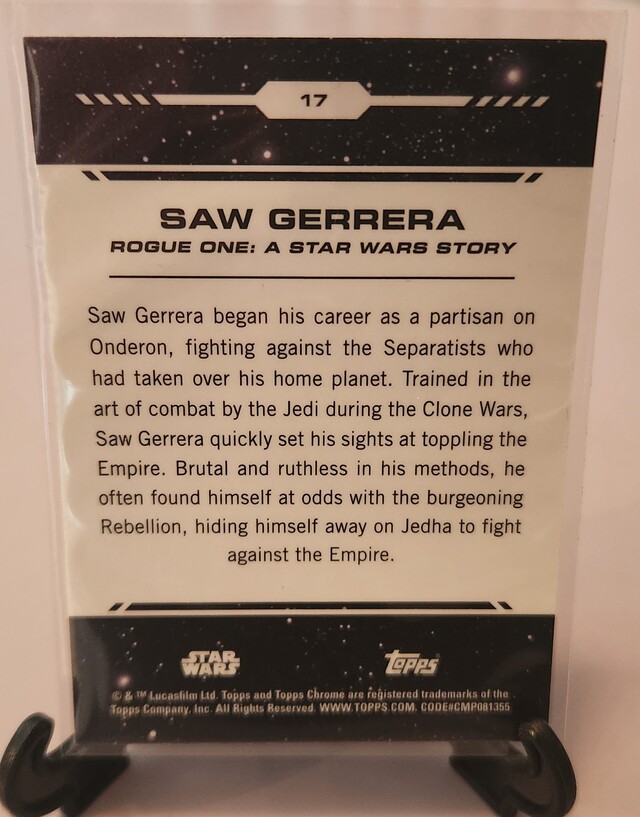 17
SAW GERRERA
ROGUE ONE: A STAR WARS STORY
Saw Gerrera began his career as a partisan on
Onderon, fighting against the Separatists who
had taken over his home planet. Trained in the
art of combat by the Jedi during the Clone Wars,
Saw Gerrera quickly set his sights at toppling the
Empire. Brutal and ruthless in his methods, he
often found himself at odds with the burgeoning
Rebellion, hiding himself away on Jedha to fight
against the Empire.
STAR
WARS
TOPPS
© & ™ Lucasfilm Ltd. Topps and Topps Chrome are registered trademarks of the
Topps Company, Inc. All Rights Reserved. WWW.TOPPS.COM. CODE#CMP081355